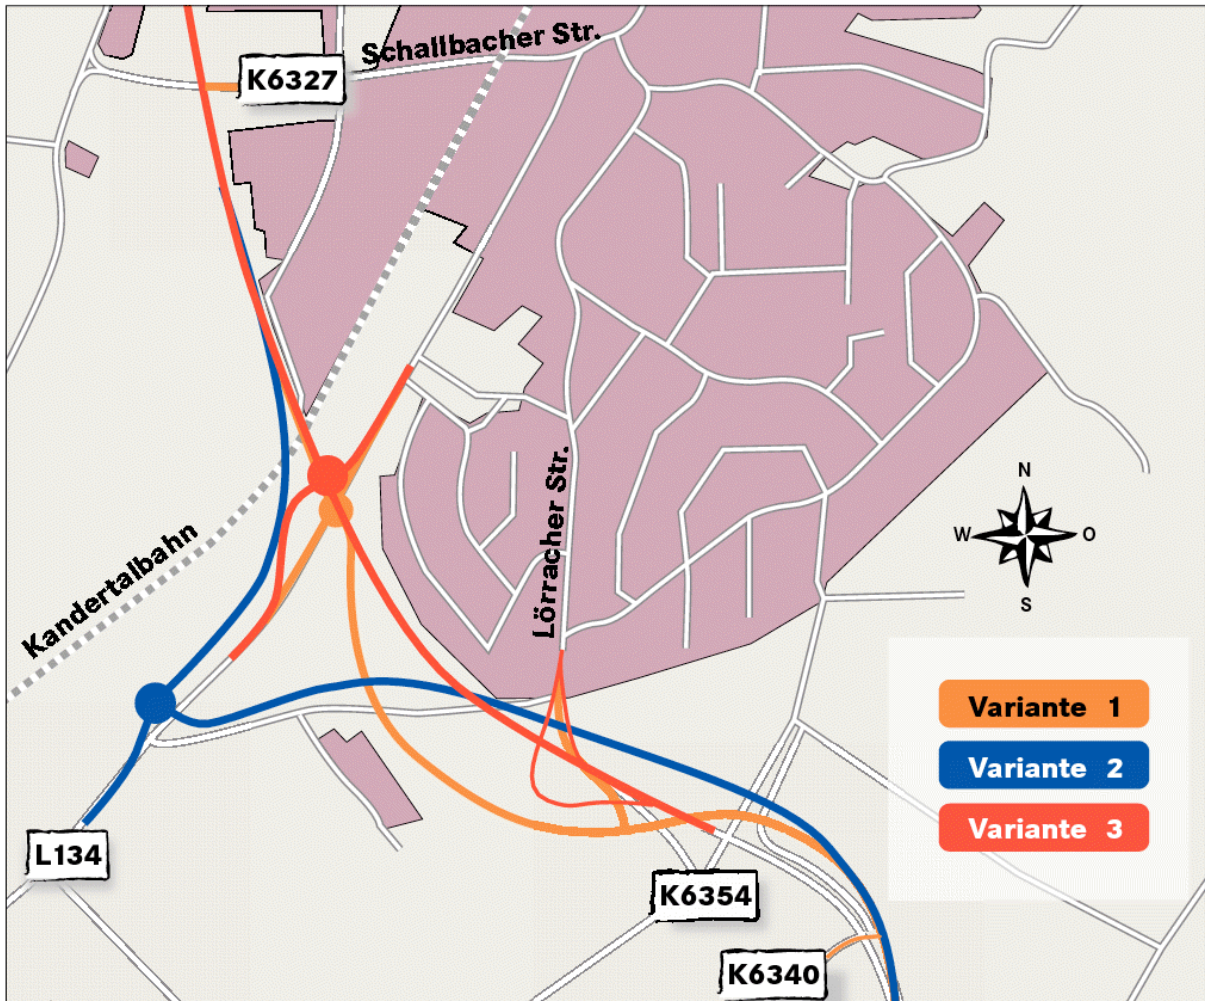 Schallbacher Str.
K6327
Kandertalbahn
Lörracher Str.
N
W
O
S
Variante 1
Variante 2
Variante 3
L134
K6354
K6340